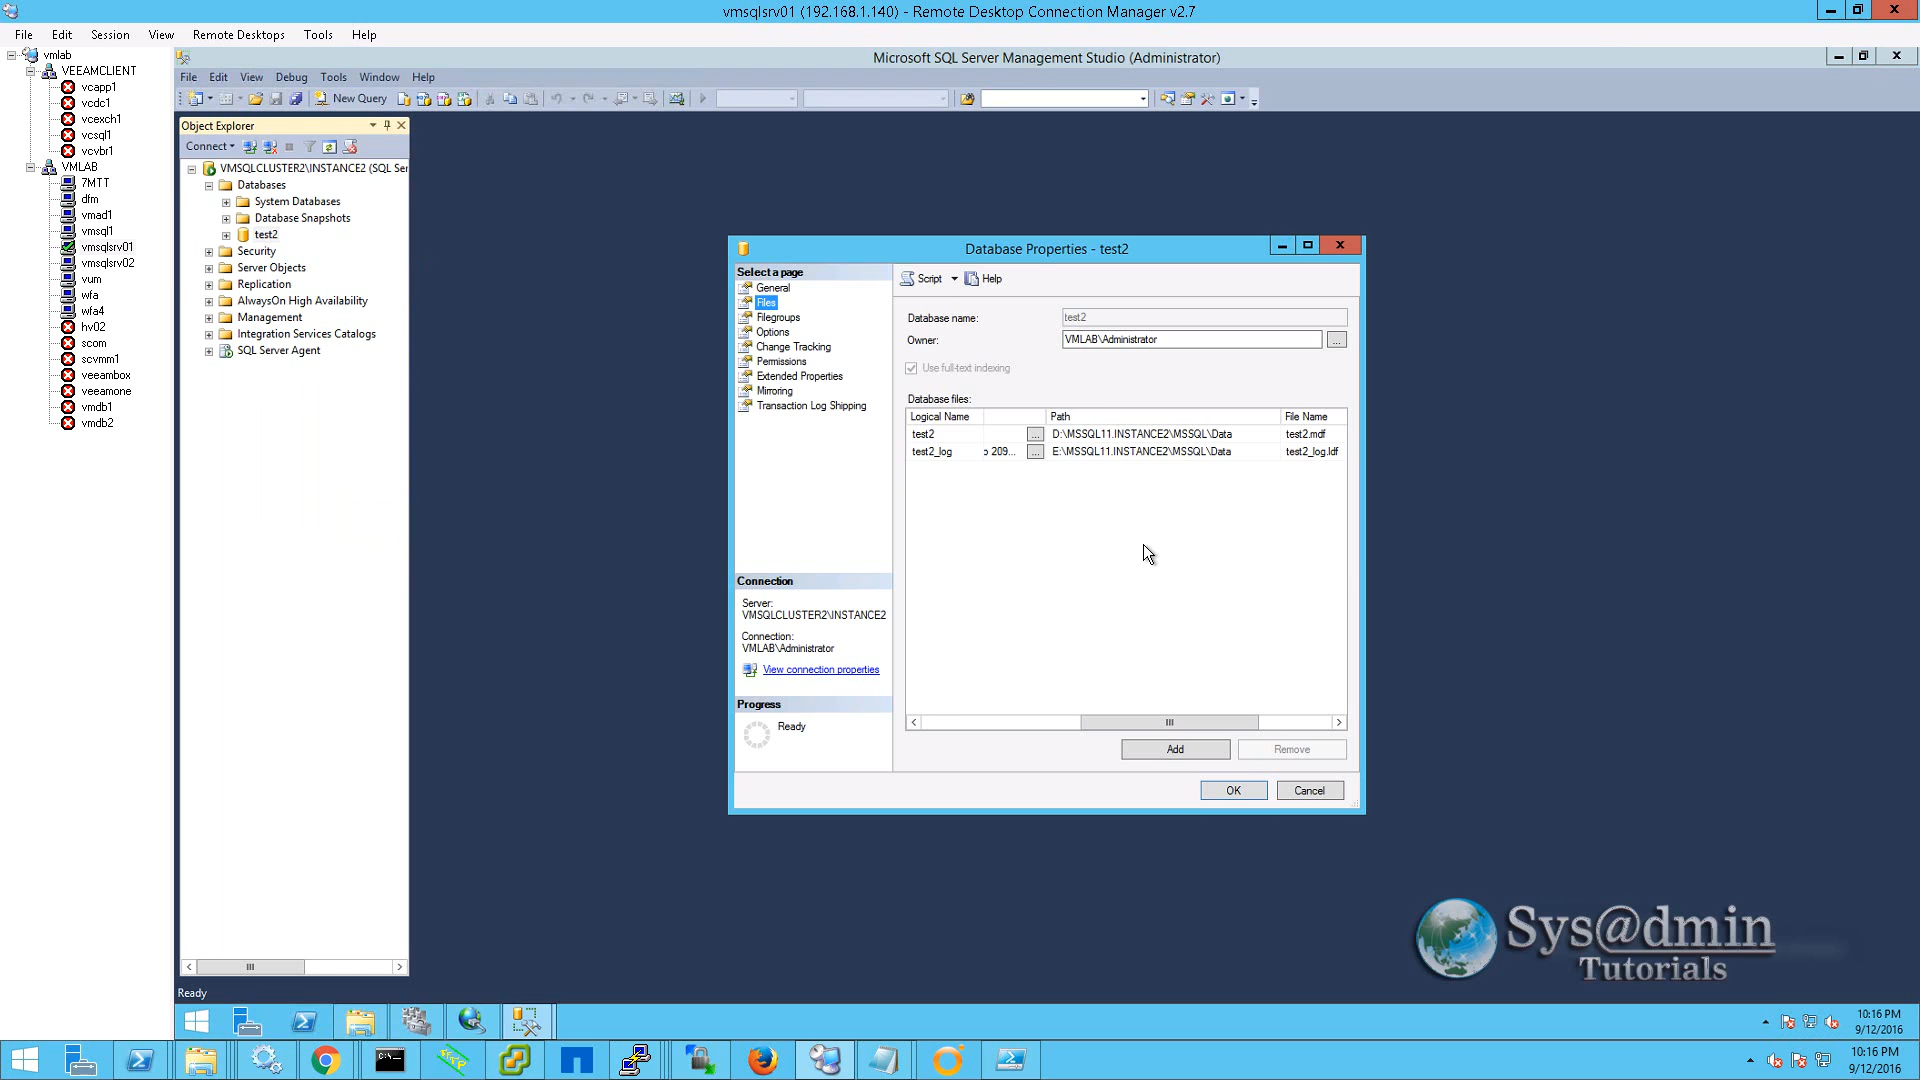 vmsqlsrv01 (192.168.1.140) - Remote Desktop Connection Manager v2.7
File Edit Session View Remote Desktops Tools Help
vmlab
VEEAMCLIENT
vcapp1
vcdc1
vcexch1
vcsql1
vcvbr1
VMLAB
7MTT
dfm
vmad1
vmsql1
vmsqlsrv01
vmsqlsrv02
vum
wfa
wfa4
hv02
scom
scvmm1
veeambox
veeamone
vmdb1
vmdb2
Microsoft SQL Server Management Studio (Administrator)
File Edit View Debug Tools Window Help
New Query
Object Explorer
Connect
VMSQLCLUSTER2\INSTANCE2 (SQL Ser
Databases
System Databases
Database Snapshots
test2
Security
Server Objects
Replication
AlwaysOn High Availability
Management
Integration Services Catalogs
SQL Server Agent
Ready
Database Properties - test2
Select a page
General
Files
Filegroups
Options
Change Tracking
Permissions
Extended Properties
Mirroring
Transaction Log Shipping
Connection
Server:
VMSQLCLUSTER2\INSTANCE2
Connection:
VMLAB\Administrator
View connection properties
Progress
Ready
Script Help
Database name: test2
Owner: VMLAB\Administrator ...
Use full-text indexing
Database files:
Logical Name Path File Name
test2 ... D:\MSSQL11.INSTANCE2\MSSQL\Data test2.mdf
test2_log 209... ... E:\MSSQL11.INSTANCE2\MSSQL\Data test2_log.ldf
Add Remove
OK Cancel
Sys@dmin
Tutorials
10:16 PM
9/12/2016
10:16 PM
9/12/2016